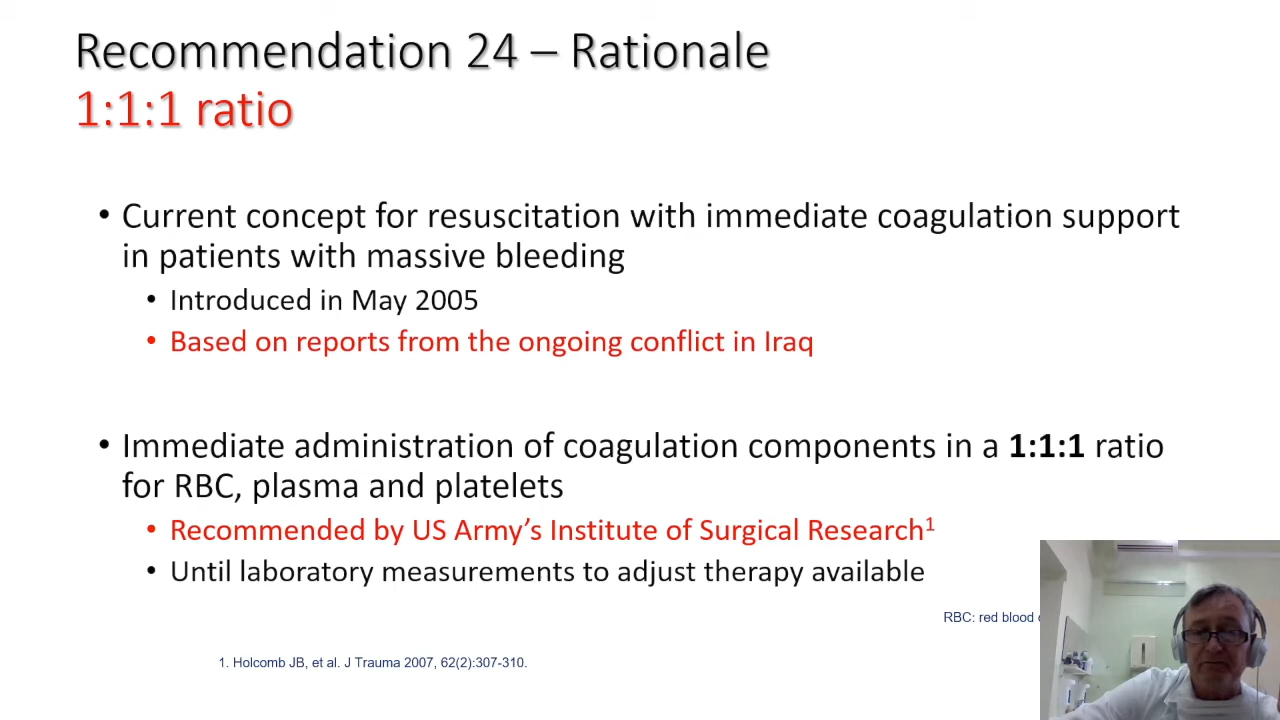 Recommendation 24 – Rationale
1:1:1 ratio
• Current concept for resuscitation with immediate coagulation support
in patients with massive bleeding
• Introduced in May 2005
• Based on reports from the ongoing conflict in Iraq
• Immediate administration of coagulation components in a 1:1:1 ratio
for RBC, plasma and platelets
• Recommended by US Army’s Institute of Surgical Research1
• Until laboratory measurements to adjust therapy available
RBC: red blood
1. Holcomb JB, et al. J Trauma 2007, 62(2):307-310.